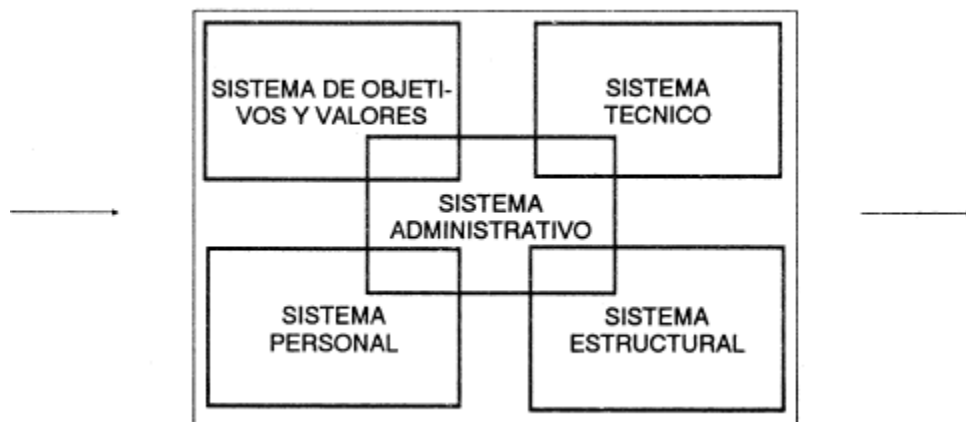 SISTEMA DE OBJETI-
VOS Y VALORES
SISTEMA
TECNICO
SISTEMA
ADMINISTRATIVO
SISTEMA
PERSONAL
SISTEMA
ESTRUCTURAL